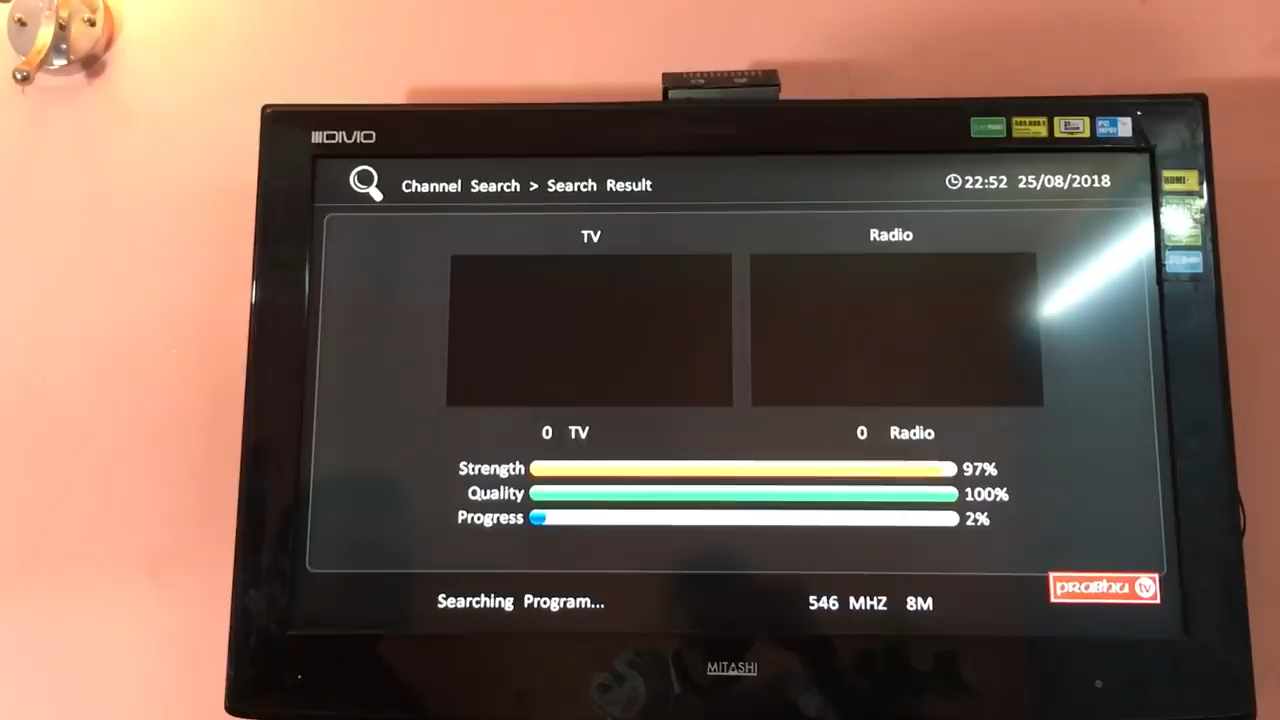 DIVIO
Channel Search > Search Result
22:52 25/08/2018
HDMI
TV
Radio
0 TV
0 Radio
Strength 97%
Quality 100%
Progress 2%
Searching Program...
546 MHZ 8M
PRABHU tv
MITASHI